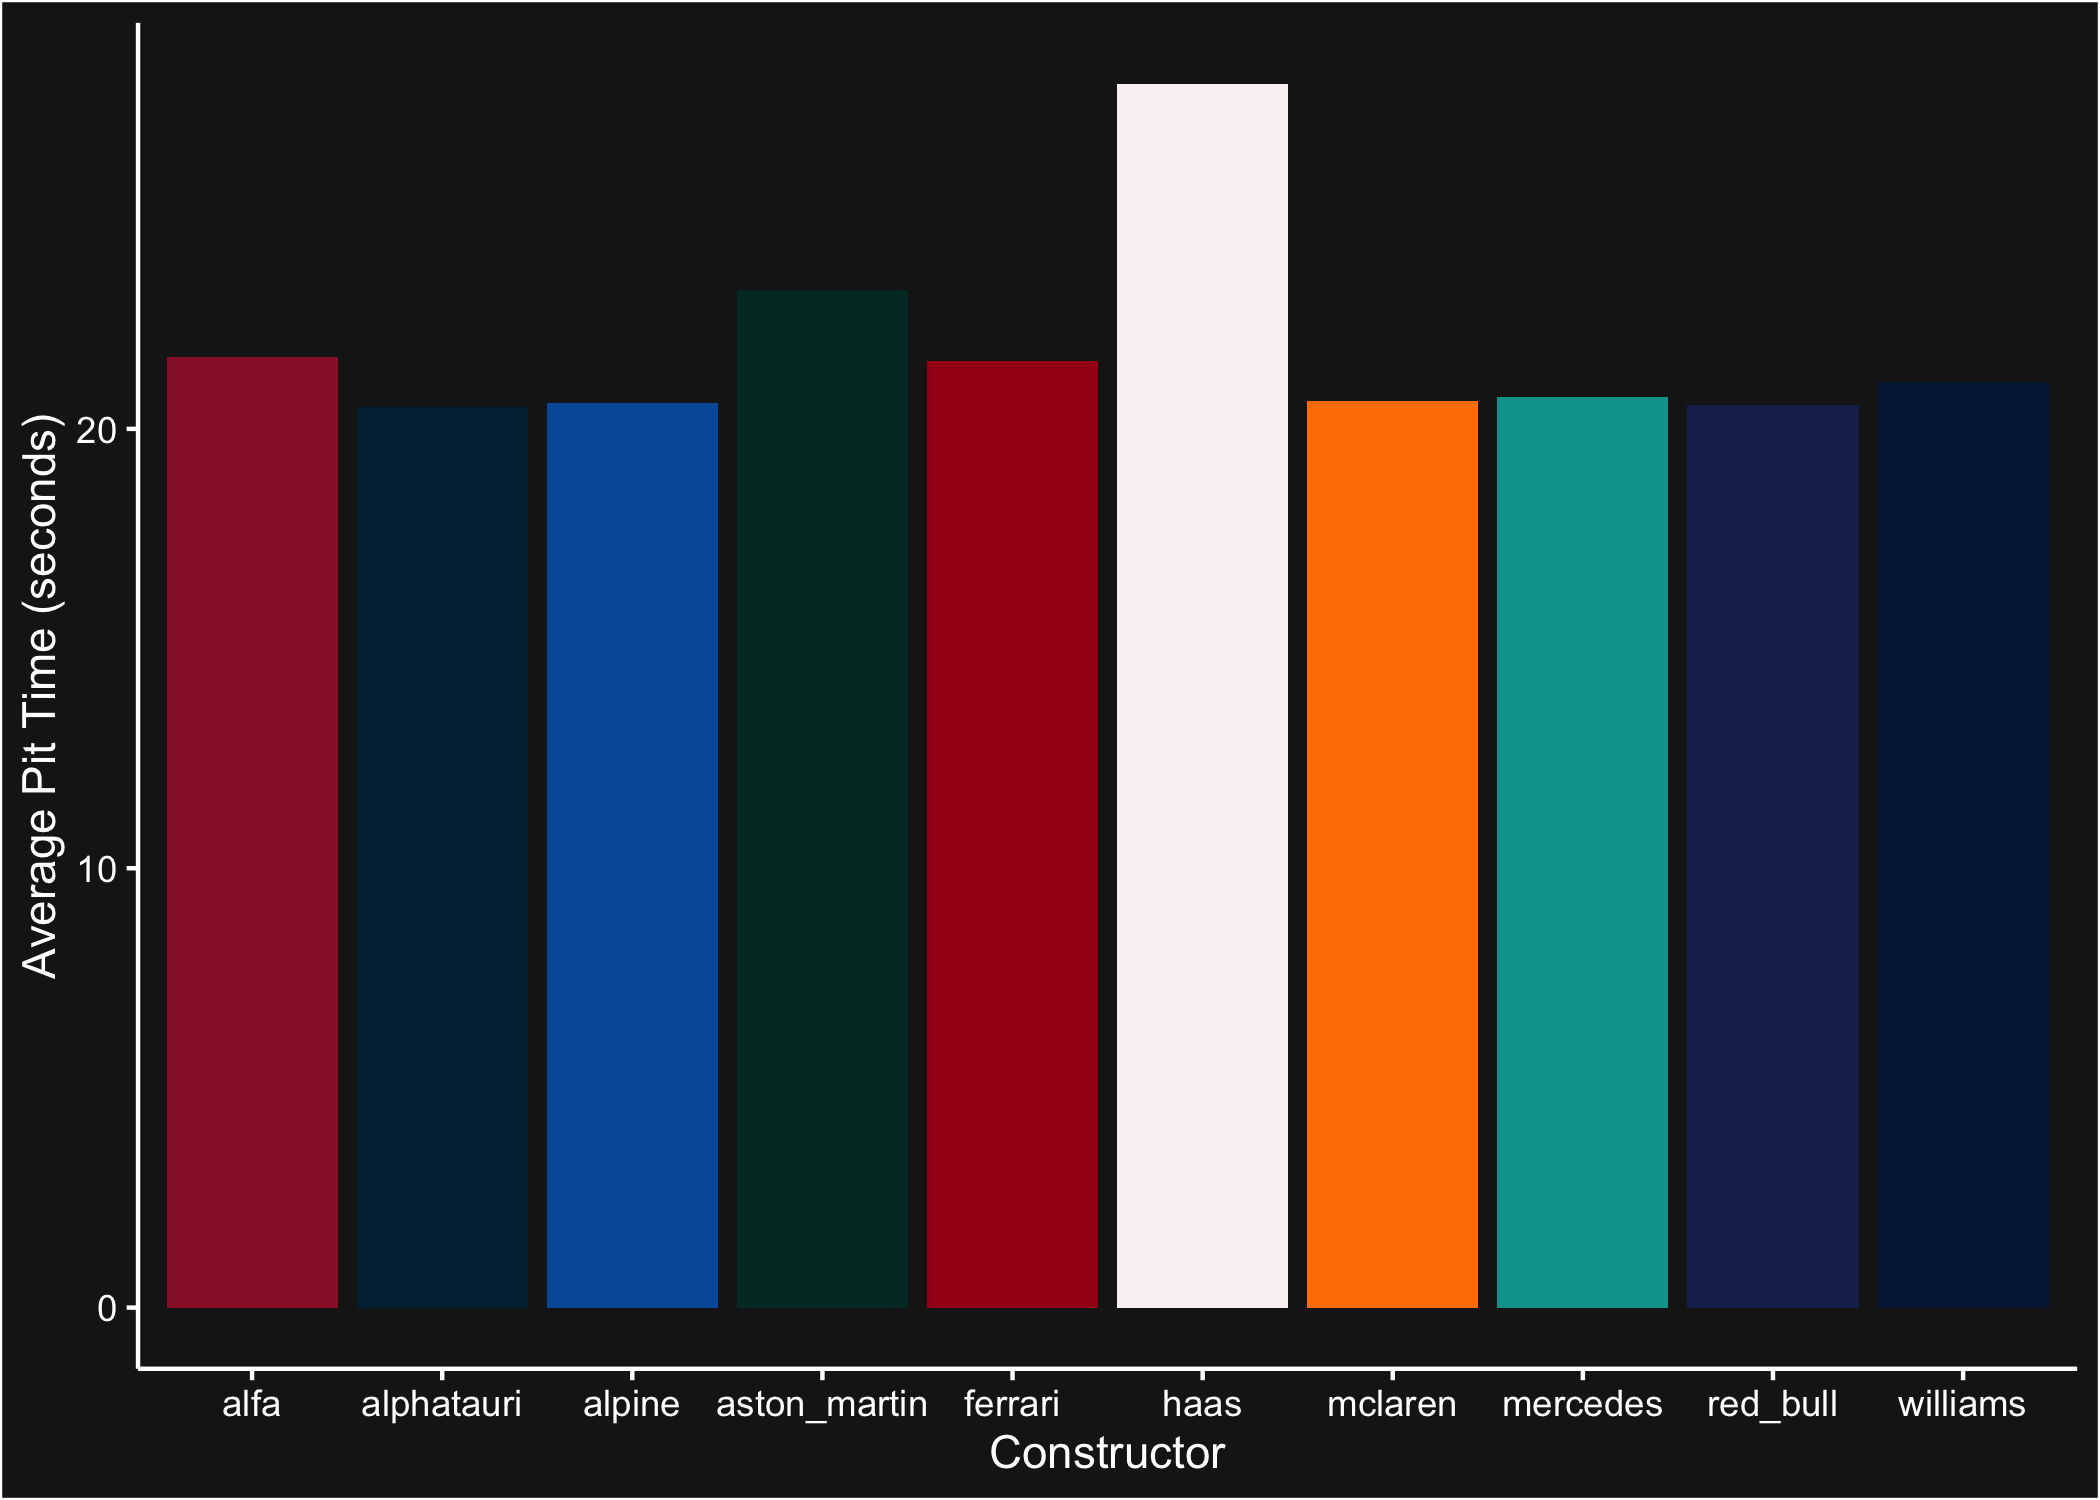 Average Pit Time (seconds)
20
10
0
alfa alphatauri alpine aston_martin ferrari haas mclaren mercedes red_bull williams
Constructor